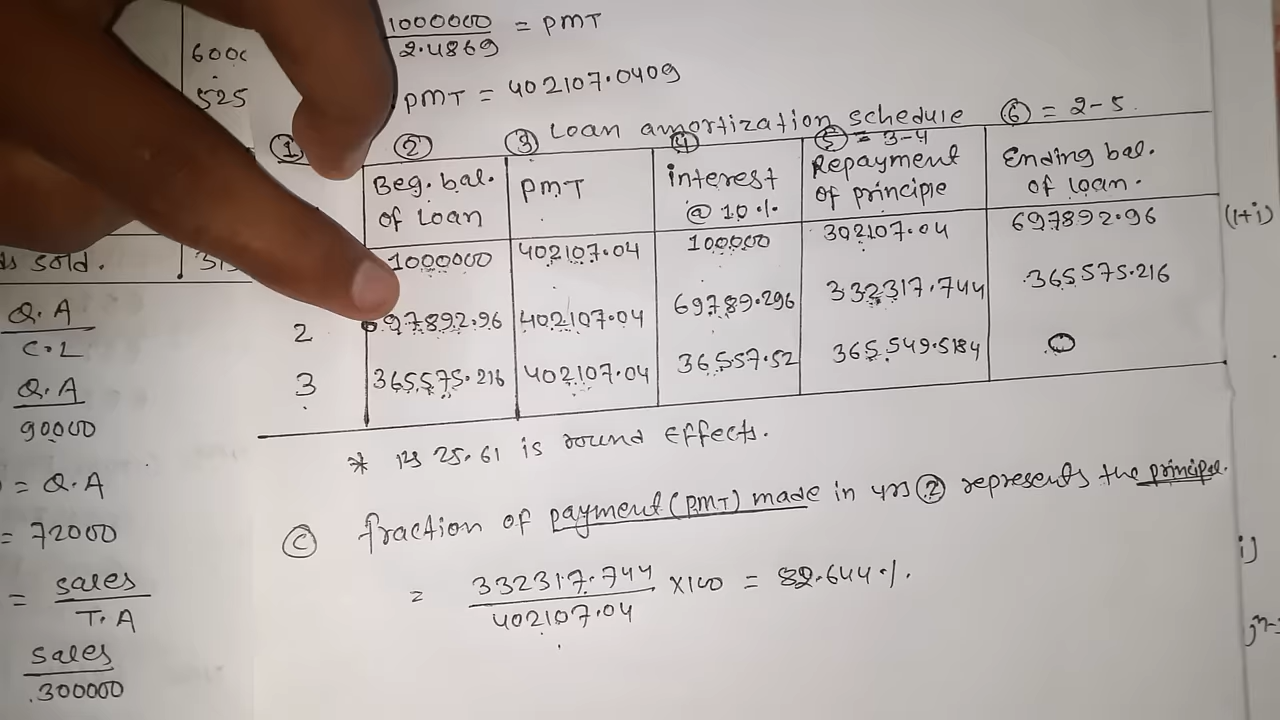 600
525
1000000 / 2.4869 = PMT
PMT = 402107.0409
Loan amortization schedule
① ② ③ ④ ⑤ = 3-4 ⑥ = 2-5.
Beg. bal. of Loan | PMT | interest @ 10 % | Repayment of principle | Ending bal. of loan.
1000000 | 402107.04 | 100000 | 302107.04 | 697892.96
2 | 97892.96 | 402107.04 | 69789.296 | 332317.744 | 365575.216
3 | 365575.216 | 402107.04 | 36557.52 | 365549.5184 | 0
* 25.61 is round effects.
© fraction of payment (PMT) made in yrs ② represents the principal.
= 332317.744 / 402107.04 x100 = 82.644 %.
sold.
Q.A / C.L
Q.A / 90000
= Q.A
= 72000
= sales / T.A
sales / 300000
(1+i)
i)